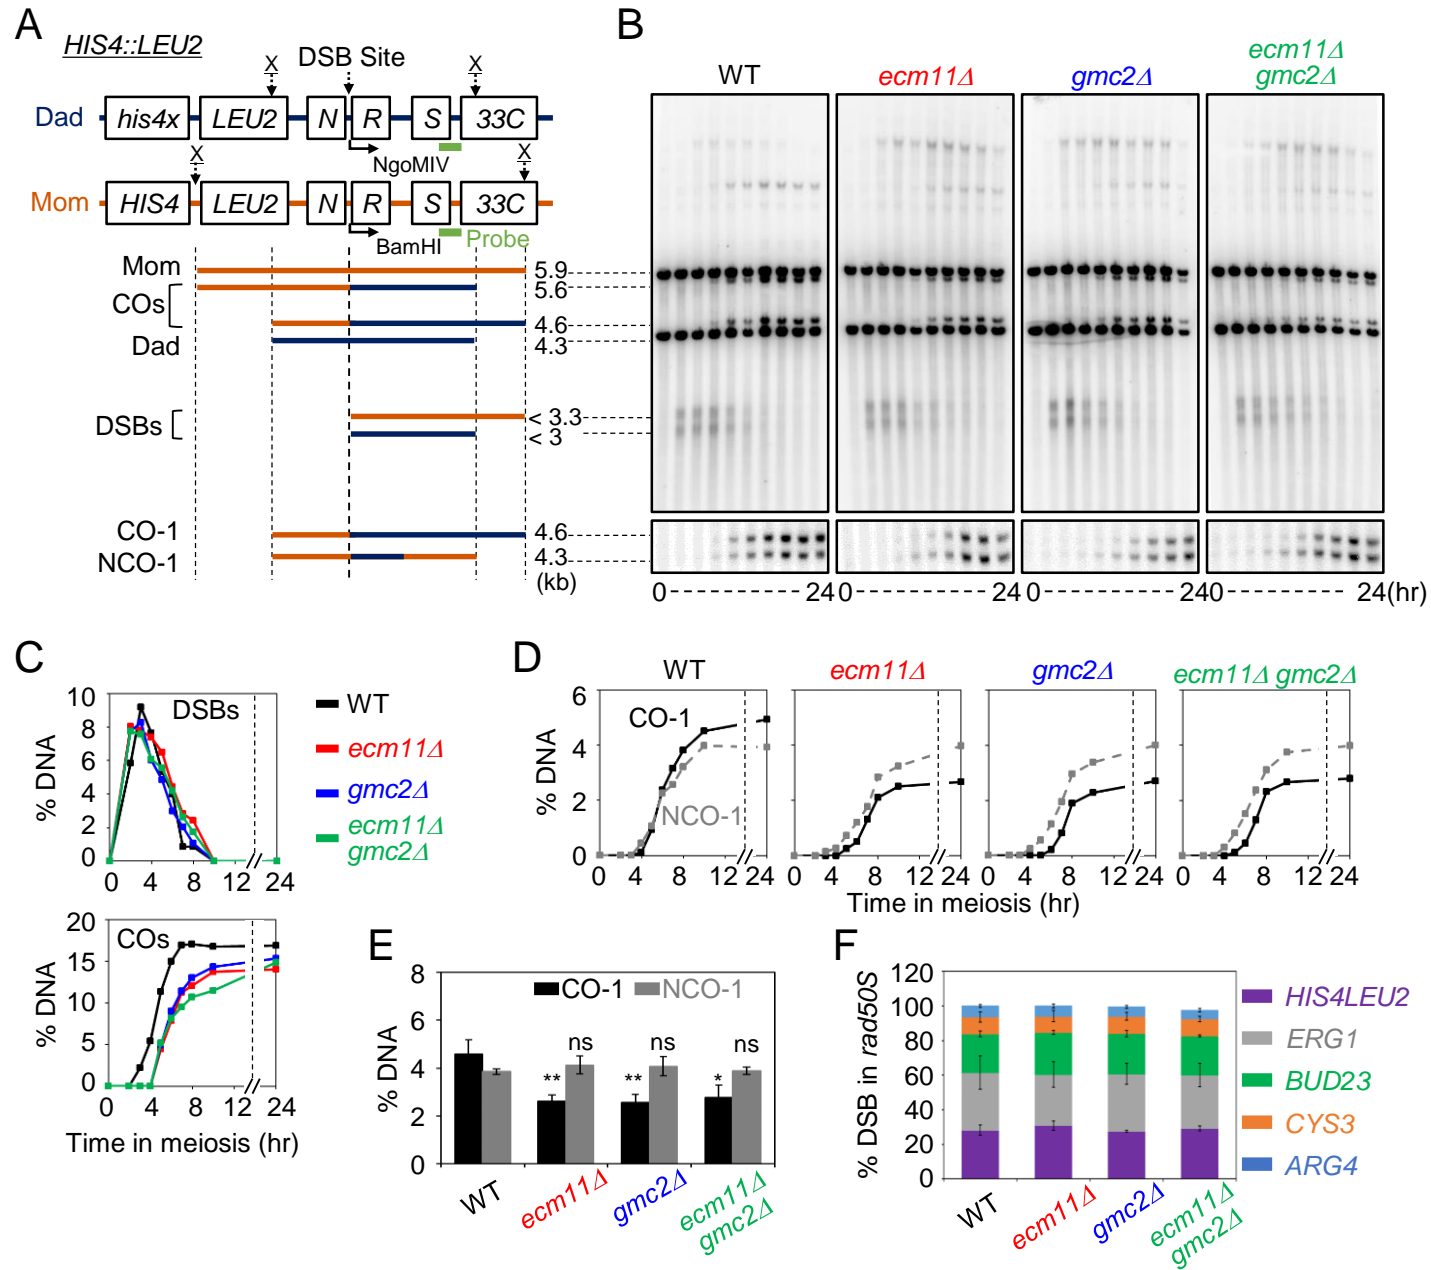 A
HIS4::LEU2
DSB Site
X
X
Dad
his4x
LEU2
N
R
S
33C
X
NgoMIV
X
Mom
HIS4
LEU2
N
R
S
33C
BamHI
Probe
Mom
5.9
COs
5.6
4.6
Dad
4.3
DSBs
< 3.3
< 3
CO-1
4.6
NCO-1
4.3
(kb)
B
WT
ecm11Δ
gmc2Δ
ecm11Δ
gmc2Δ
0
24
0
24
0
24
0
24
(hr)
C
DSBs
% DNA
10
8
6
4
2
0
0
4
8
12
24
WT
ecm11Δ
gmc2Δ
ecm11Δ
gmc2Δ
COs
% DNA
20
15
10
5
0
0
4
8
12
24
Time in meiosis (hr)
D
WT
ecm11Δ
gmc2Δ
ecm11Δ gmc2Δ
% DNA
6
4
2
0
CO-1
NCO-1
0
4
8
12
24
0
4
8
12
24
0
4
8
12
24
0
4
8
12
24
Time in meiosis (hr)
E
% DNA
8
6
4
2
0
CO-1
NCO-1
**
ns
**
ns
*
ns
WT
ecm11Δ
gmc2Δ
ecm11Δ
gmc2Δ
F
% DSB in rad50S
120
100
80
60
40
20
0
WT
ecm11Δ
gmc2Δ
ecm11Δ
gmc2Δ
HIS4LEU2
ERG1
BUD23
CYS3
ARG4